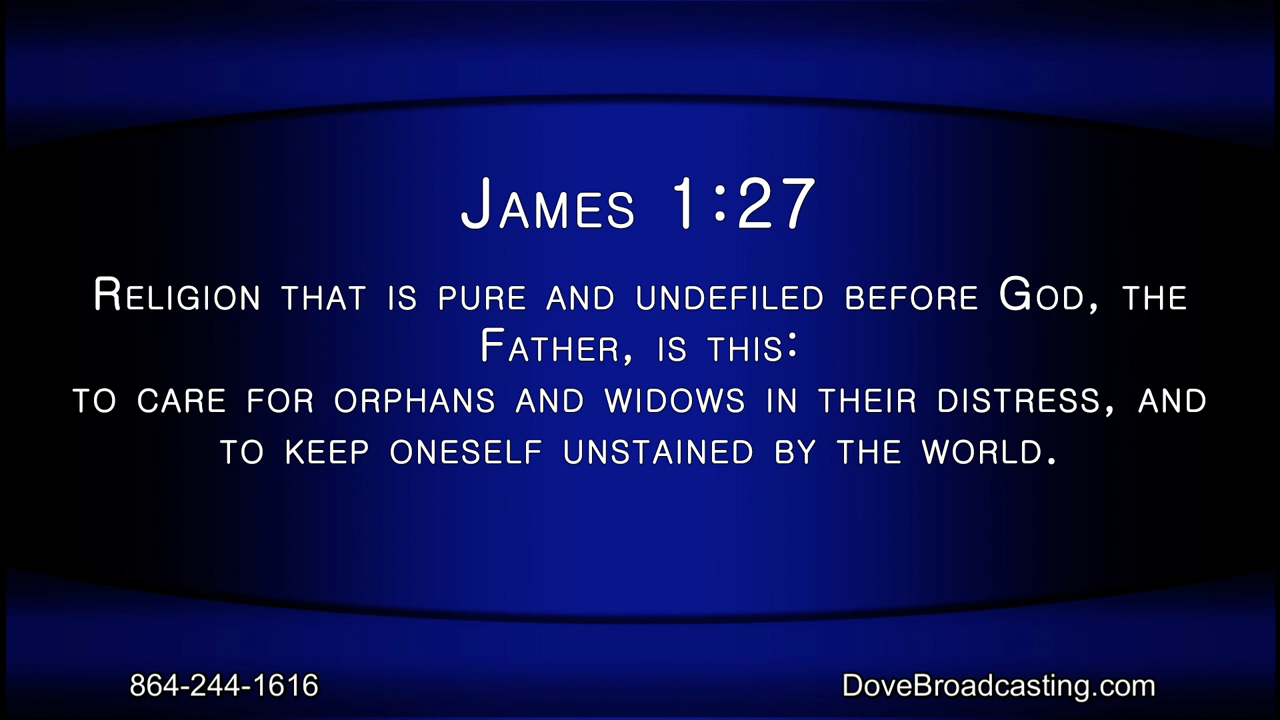 James 1:27
Religion that is pure and undefiled before God, the
Father, is this:
to care for orphans and widows in their distress, and
to keep oneself unstained by the world.
864-244-1616
DoveBroadcasting.com